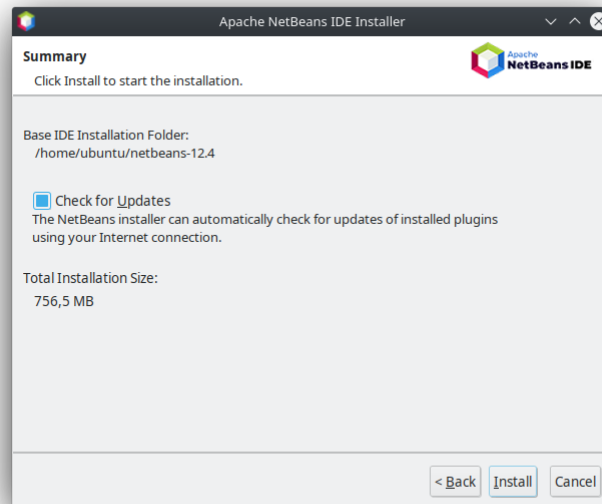 Apache NetBeans IDE Installer
Summary
Click Install to start the installation.
Apache
NetBeans IDE
Base IDE Installation Folder:
/home/ubuntu/netbeans-12.4
Check for Updates
The NetBeans installer can automatically check for updates of installed plugins
using your Internet connection.
Total Installation Size:
756,5 MB
< Back Install Cancel